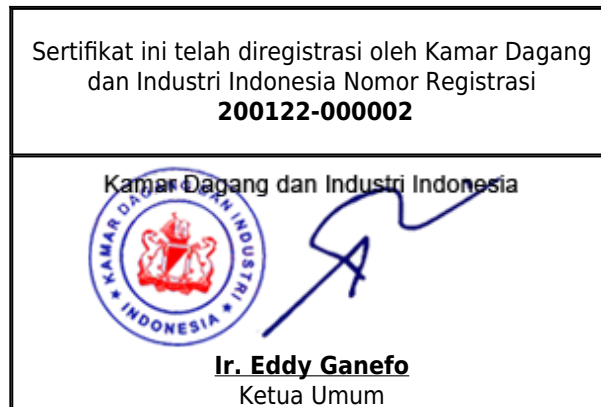 Sertifikat ini telah diregistrasi oleh Kamar Dagang
dan Industri Indonesia Nomor Registrasi
200122-000002
Kamar Dagang dan Industri Indonesia
KAMAR DAGANG DAN INDUSTRI
★ INDONESIA ★
Ir. Eddy Ganefo
Ketua Umum